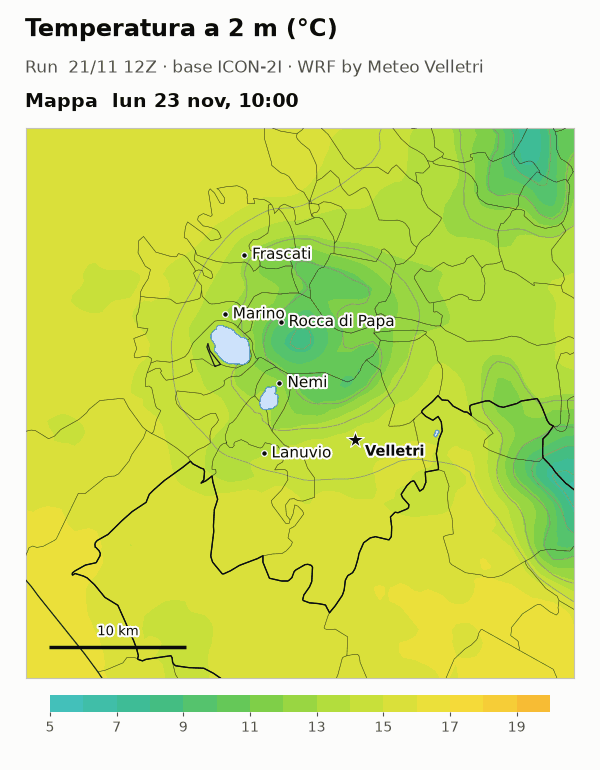 Temperatura a 2 m (°C)
Run  21/11 12Z · base ICON-2I · WRF by Meteo Velletri
Mappa  lun 23 nov, 10:00
Frascati
Marino
Rocca di Papa
Nemi
Lanuvio
Velletri
10 km
5 7 9 11 13 15 17 19